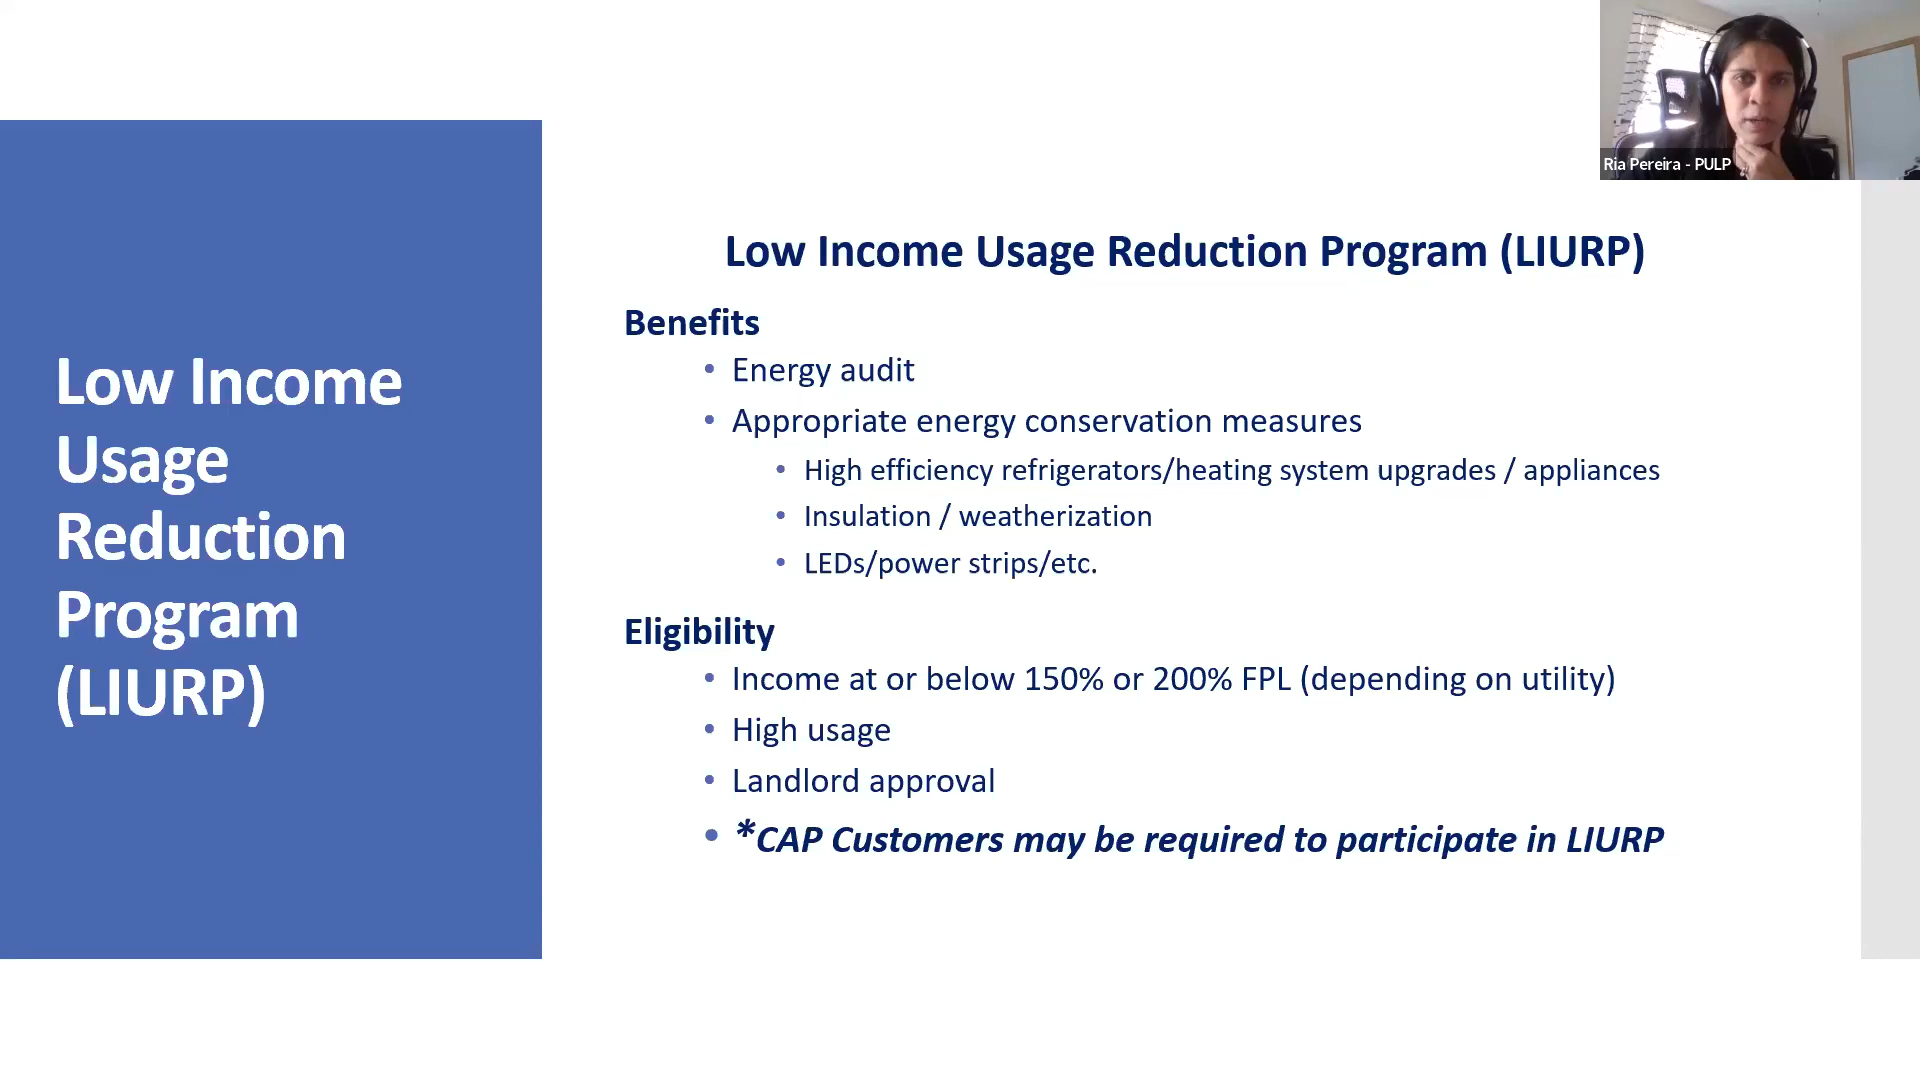 Ria Pereira - PULP
Low Income
Usage
Reduction
Program
(LIURP)
Low Income Usage Reduction Program (LIURP)
Benefits
• Energy audit
• Appropriate energy conservation measures
• High efficiency refrigerators/heating system upgrades / appliances
• Insulation / weatherization
• LEDs/power strips/etc.
Eligibility
• Income at or below 150% or 200% FPL (depending on utility)
• High usage
• Landlord approval
• *CAP Customers may be required to participate in LIURP